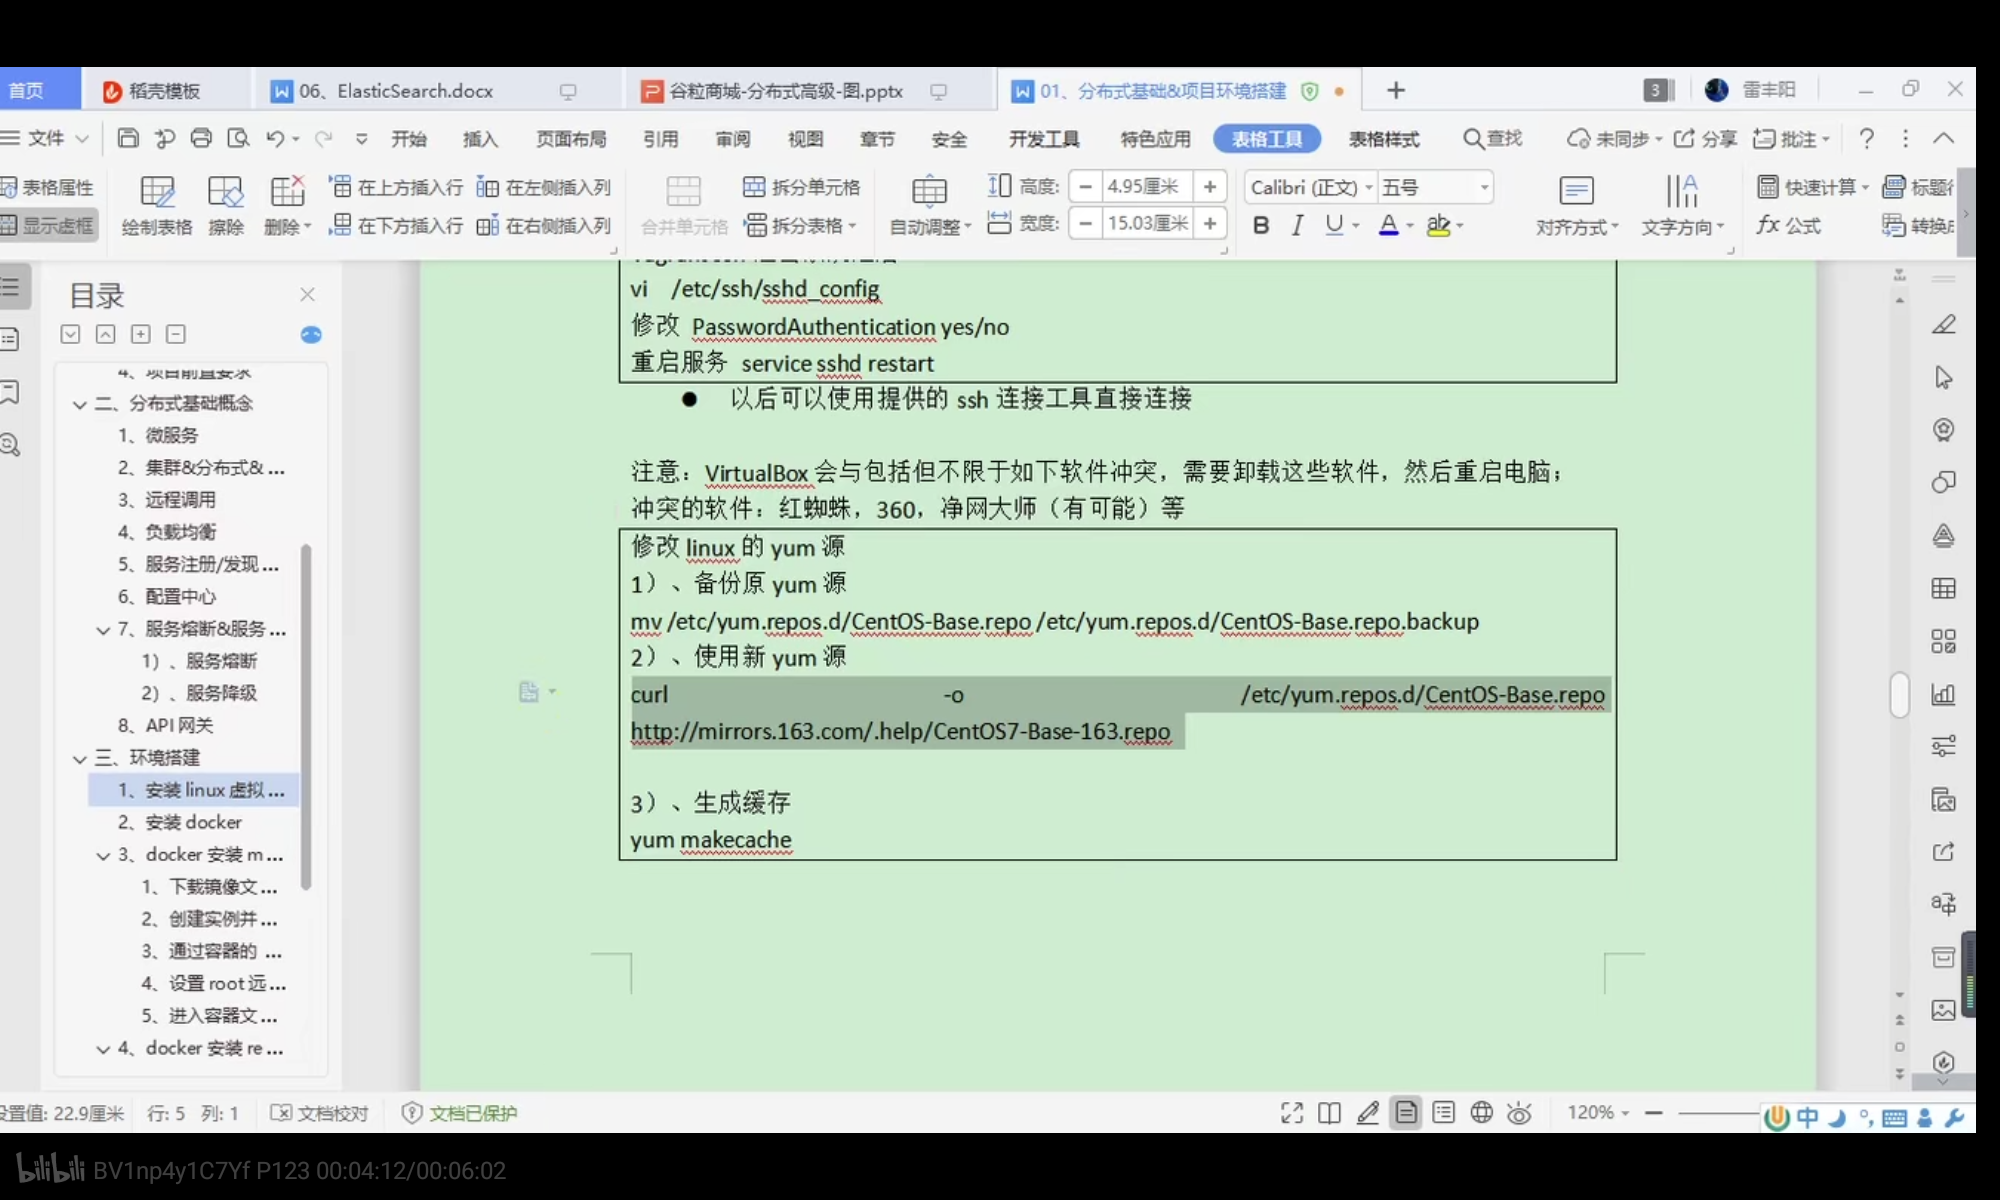 首页
稻壳模板
06、ElasticSearch.docx
谷粒商城-分布式高级-图.pptx
01、分布式基础&项目环境搭建
3
雷丰阳
文件
开始
插入
页面布局
引用
审阅
视图
章节
安全
开发工具
特色应用
表格工具
表格样式
查找
未同步
分享
批注
表格属性
显示虚框
绘制表格
擦除
删除
在上方插入行
在下方插入行
在左侧插入列
在右侧插入列
合并单元格
拆分单元格
拆分表格
自动调整
高度:
4.95厘米
宽度:
15.03厘米
Calibri (正文)
五号
对齐方式
文字方向
快速计算
fx 公式
标题
转换
目录
4、项目前置要求
二、分布式基础概念
1、微服务
2、集群&分布式& ...
3、远程调用
4、负载均衡
5、服务注册/发现 ...
6、配置中心
7、服务熔断&服务 ...
1）、服务熔断
2）、服务降级
8、API 网关
三、环境搭建
1、安装 linux 虚拟 ...
2、安装 docker
3、docker 安装 m ...
1、下载镜像文 ...
2、创建实例并 ...
3、通过容器的 ...
4、设置 root 远 ...
5、进入容器文 ...
4、docker 安装 re ...
vi /etc/ssh/sshd_config
修改 PasswordAuthentication yes/no
重启服务 service sshd restart
● 以后可以使用提供的 ssh 连接工具直接连接
注意：VirtualBox 会与包括但不限于如下软件冲突，需要卸载这些软件，然后重启电脑；
冲突的软件：红蜘蛛，360，净网大师（有可能）等
修改 linux 的 yum 源
1）、备份原 yum 源
mv /etc/yum.repos.d/CentOS-Base.repo /etc/yum.repos.d/CentOS-Base.repo.backup
2）、使用新 yum 源
curl -o /etc/yum.repos.d/CentOS-Base.repo
http://mirrors.163.com/.help/CentOS7-Base-163.repo
3）、生成缓存
yum makecache
设置值: 22.9厘米
行: 5
列: 1
文档校对
文档已保护
120%
中
bilibili BV1np4y1C7Yf P123 00:04:12/00:06:02